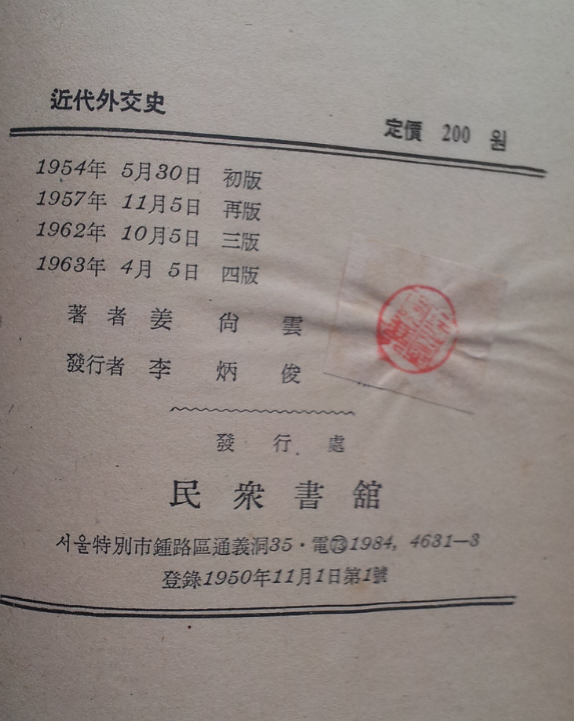 近代外交史
定價 200 원
1954年 5月30日 初版
1957年 11月5日 再版
1962年 10月5日 三版
1963年 4月 5日 四版
著者 姜尙雲
發行者 李炳俊
發行處
民衆書舘
서울特別市鍾路區通義洞35·電㊆1984, 4631—3
登錄1950年11月1日第1號